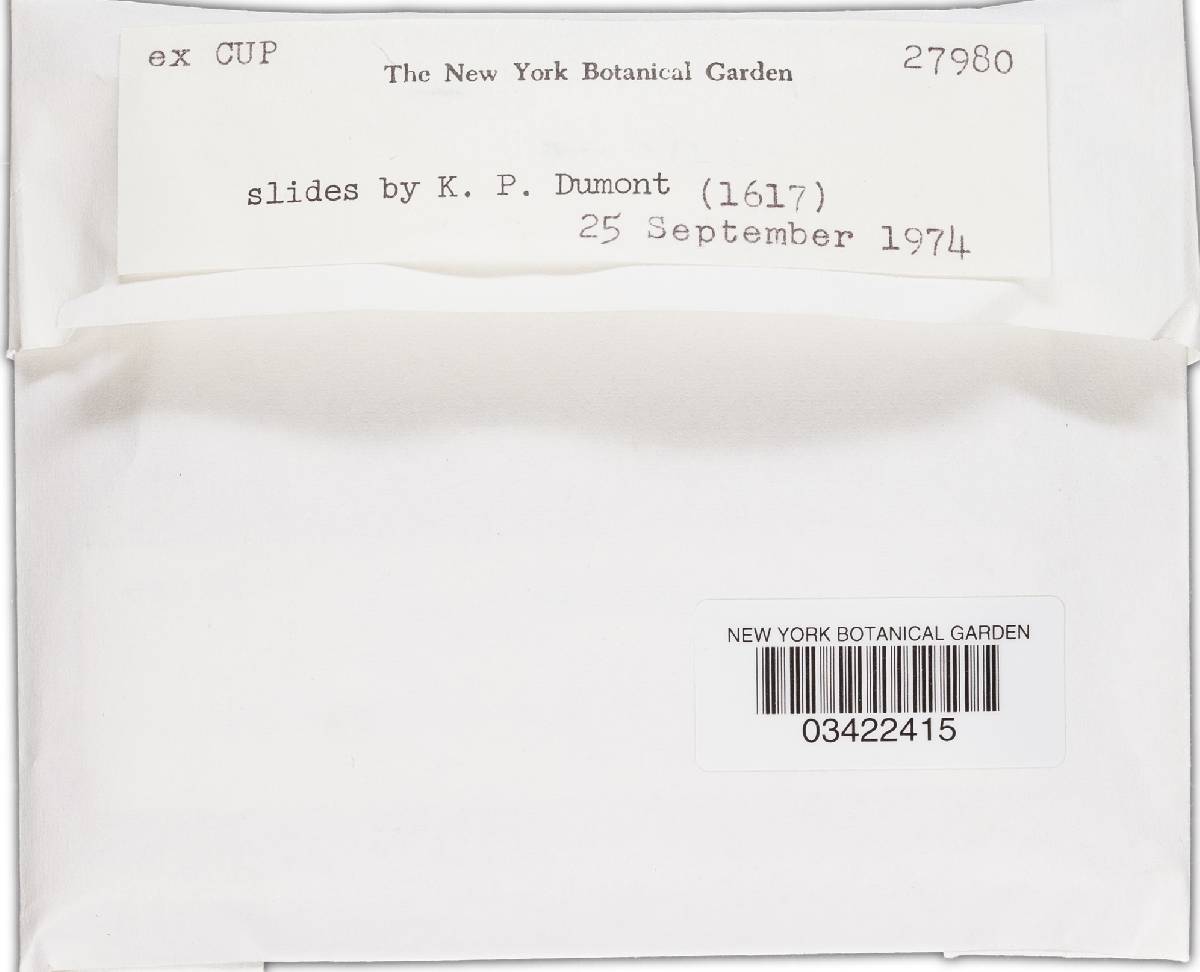 ex CUP The New York Botanical Garden 27980
slides by K. P. Dumont (1617)
25 September 1974
NEW YORK BOTANICAL GARDEN
03422415